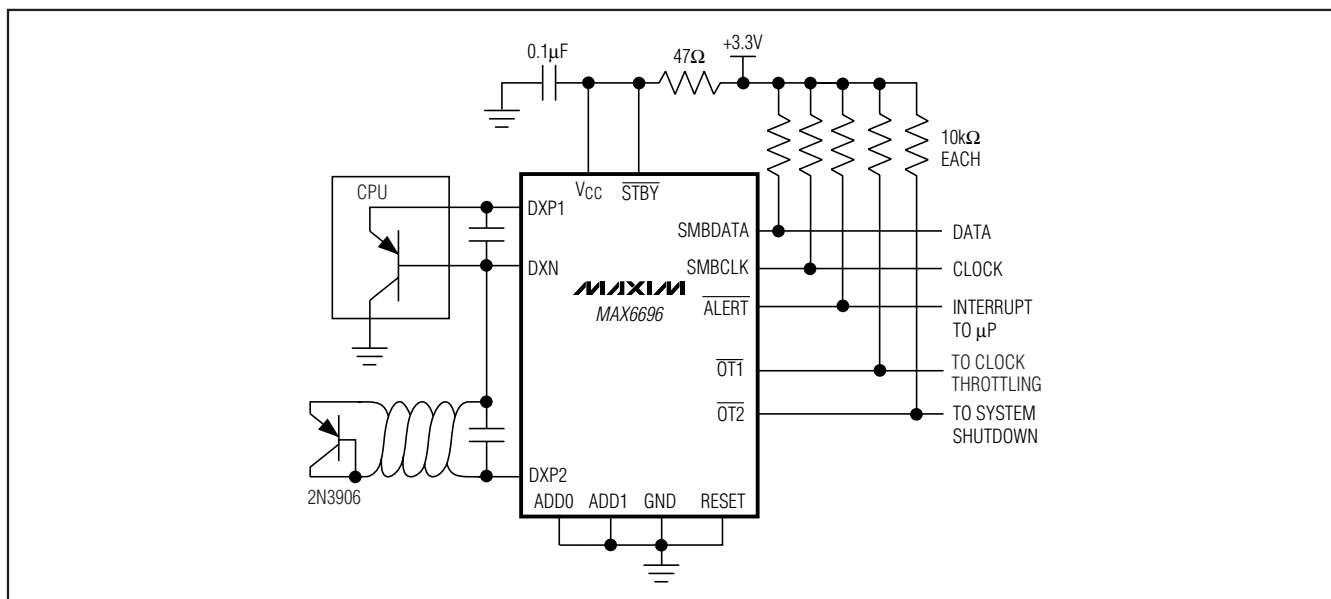 0.1µF
47Ω
+3.3V
10kΩ
EACH
CPU
VCC
STBY
DXP1
DXN
SMBDATA
DATA
SMBCLK
CLOCK
MAXIM
MAX6696
ALERT
INTERRUPT
TO µP
OT1
TO CLOCK
THROTTLING
OT2
TO SYSTEM
SHUTDOWN
DXP2
2N3906
ADD0
ADD1
GND
RESET